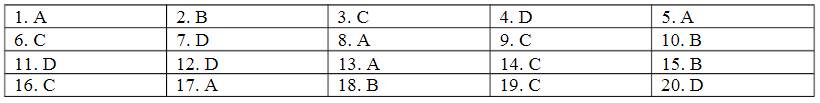 1. A 2. B 3. C 4. D 5. A
6. C 7. D 8. A 9. C 10. B
11. D 12. D 13. A 14. C 15. B
16. C 17. A 18. B 19. C 20. D